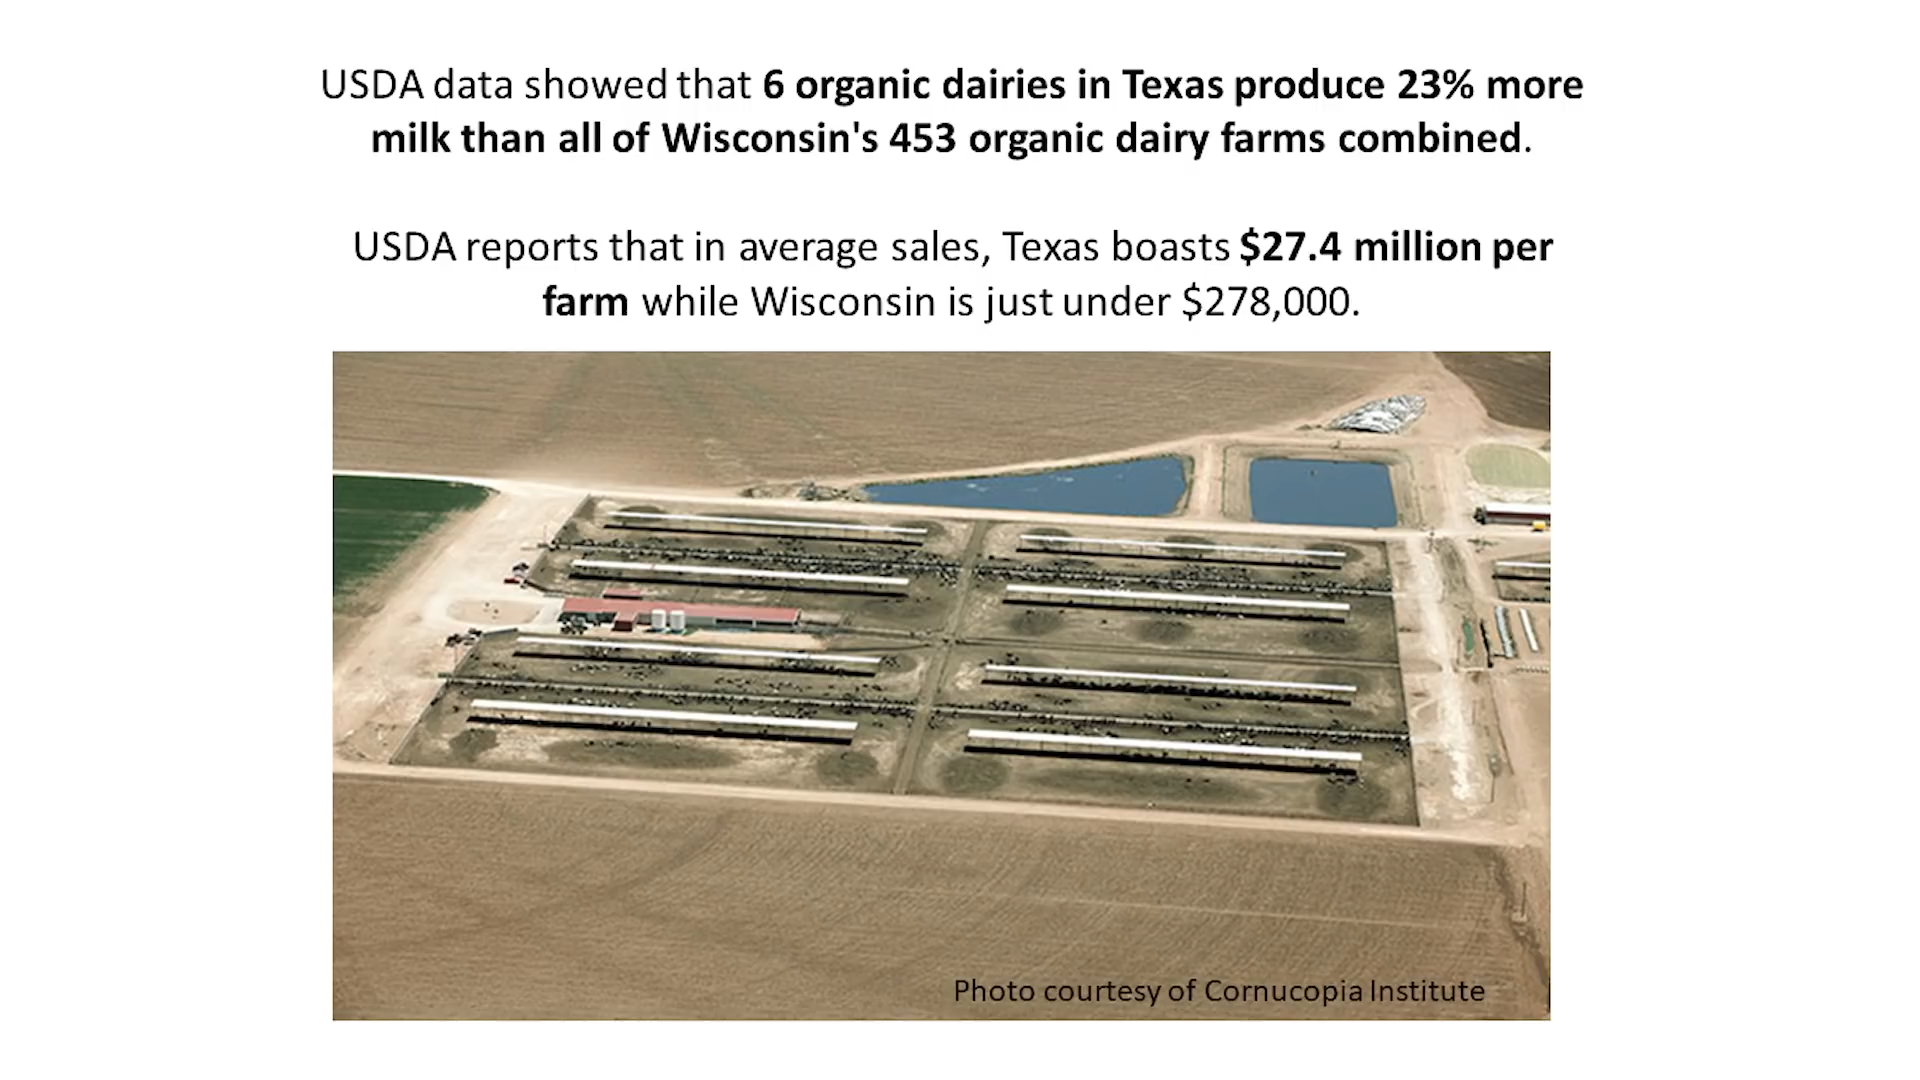 USDA data showed that 6 organic dairies in Texas produce 23% more
milk than all of Wisconsin's 453 organic dairy farms combined.
USDA reports that in average sales, Texas boasts $27.4 million per
farm while Wisconsin is just under $278,000.
Photo courtesy of Cornucopia Institute